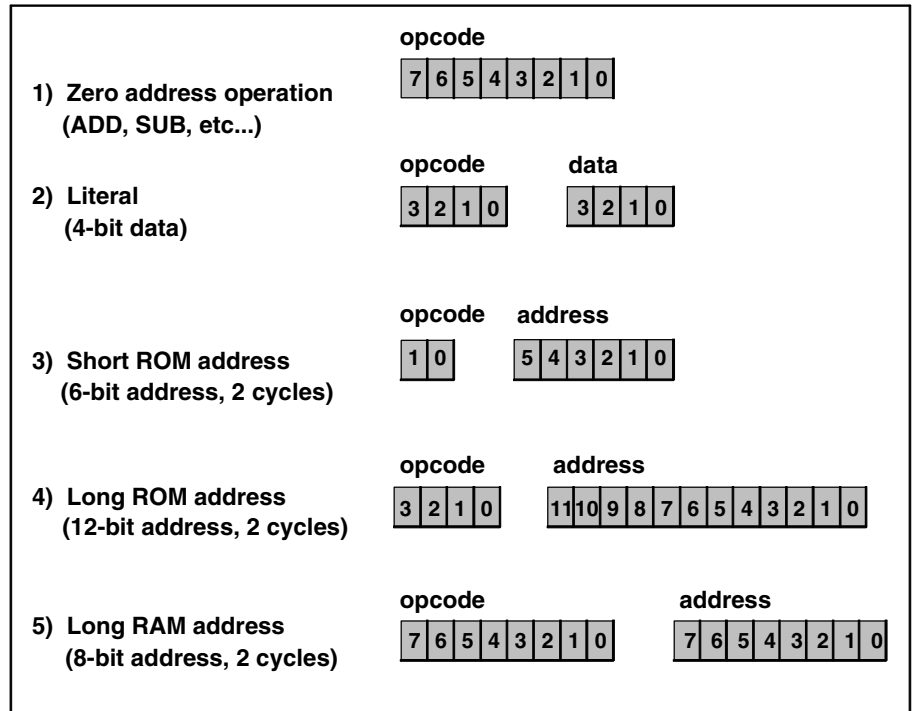 opcode
7 6 5 4 3 2 1 0
1) Zero address operation
(ADD, SUB, etc...)
opcode data
2) Literal
3 2 1 0 3 2 1 0
(4-bit data)
opcode address
3) Short ROM address
1 0 5 4 3 2 1 0
(6-bit address, 2 cycles)
opcode address
4) Long ROM address
3 2 1 0 11 10 9 8 7 6 5 4 3 2 1 0
(12-bit address, 2 cycles)
opcode address
5) Long RAM address
7 6 5 4 3 2 1 0 7 6 5 4 3 2 1 0
(8-bit address, 2 cycles)